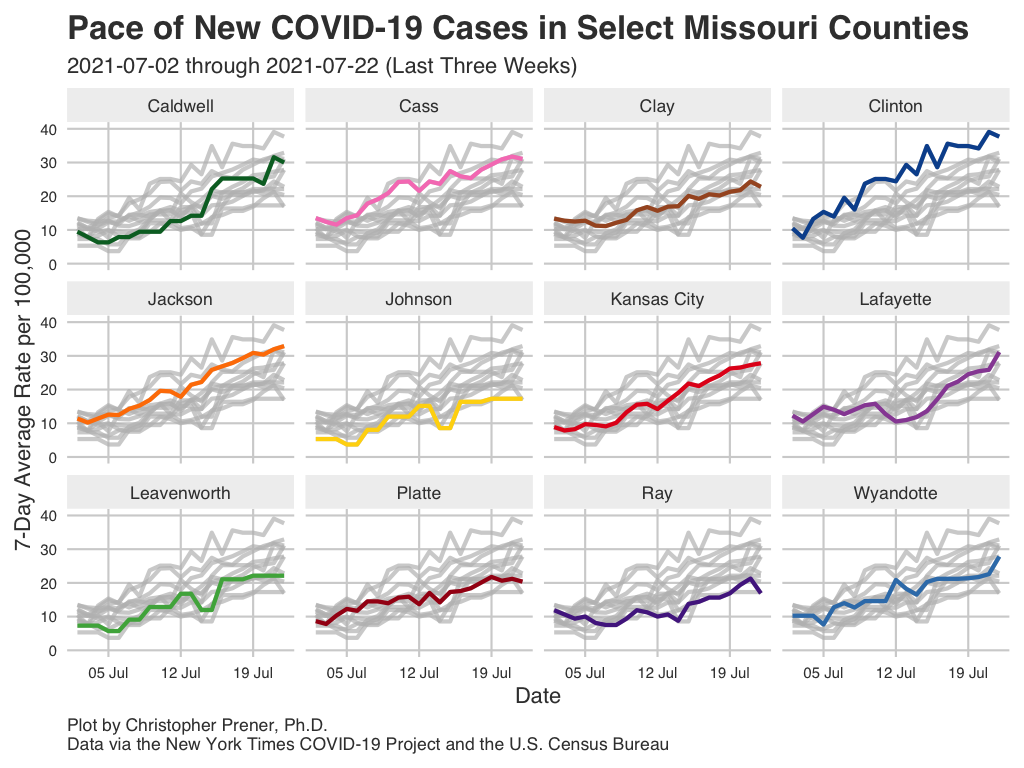 Pace of New COVID-19 Cases in Select Missouri Counties
2021-07-02 through 2021-07-22 (Last Three Weeks)
Caldwell Cass Clay Clinton
40
30
20
10
0
Jackson Johnson Kansas City Lafayette
40
30
20
10
0
Leavenworth Platte Ray Wyandotte
40
30
20
10
0
7-Day Average Rate per 100,000
05 Jul 12 Jul 19 Jul 05 Jul 12 Jul 19 Jul 05 Jul 12 Jul 19 Jul 05 Jul 12 Jul 19 Jul
Date
Plot by Christopher Prener, Ph.D.
Data via the New York Times COVID-19 Project and the U.S. Census Bureau